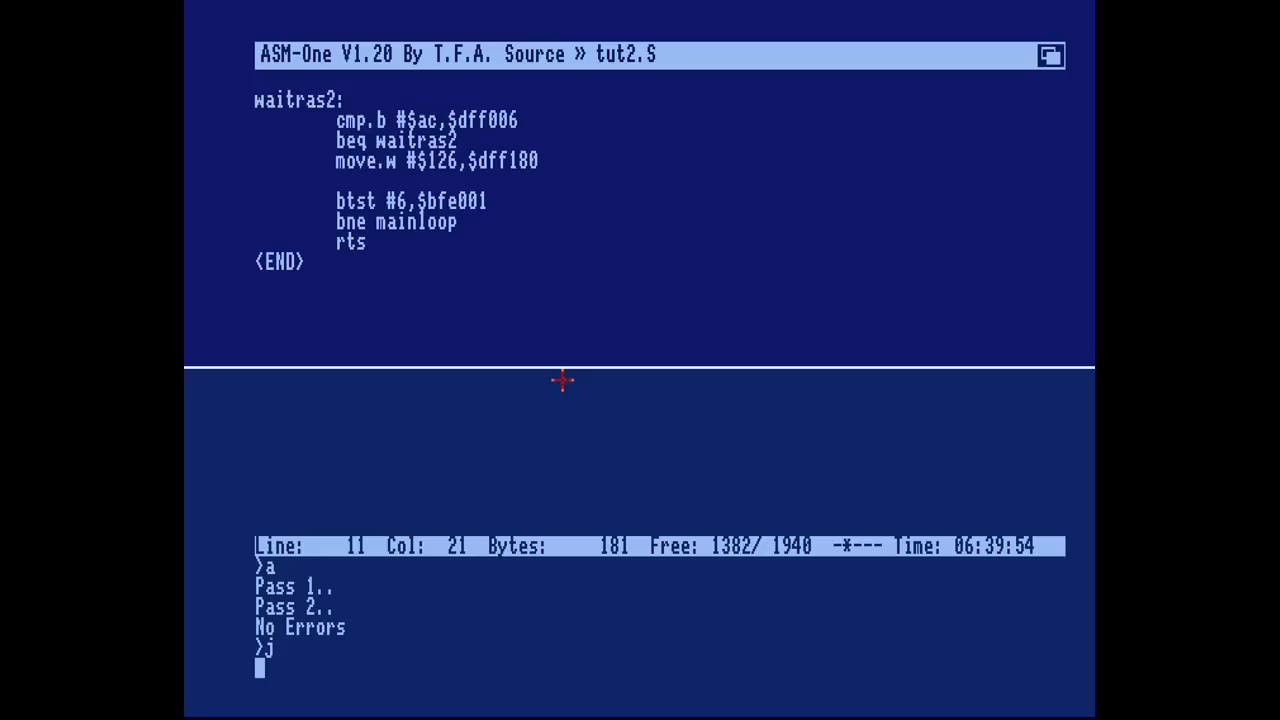 ASM-One V1.20 By T.F.A. Source » tut2.S
waitras2:
cmp.b #$ac,$dff006
beq waitras2
move.w #$126,$dff180
btst #6,$bfe001
bne mainloop
rts
<END>
Line: 11 Col: 21 Bytes: 181 Free: 1382/ 1940 -*--- Time: 06:39:54
>a
Pass 1..
Pass 2..
No Errors
>j